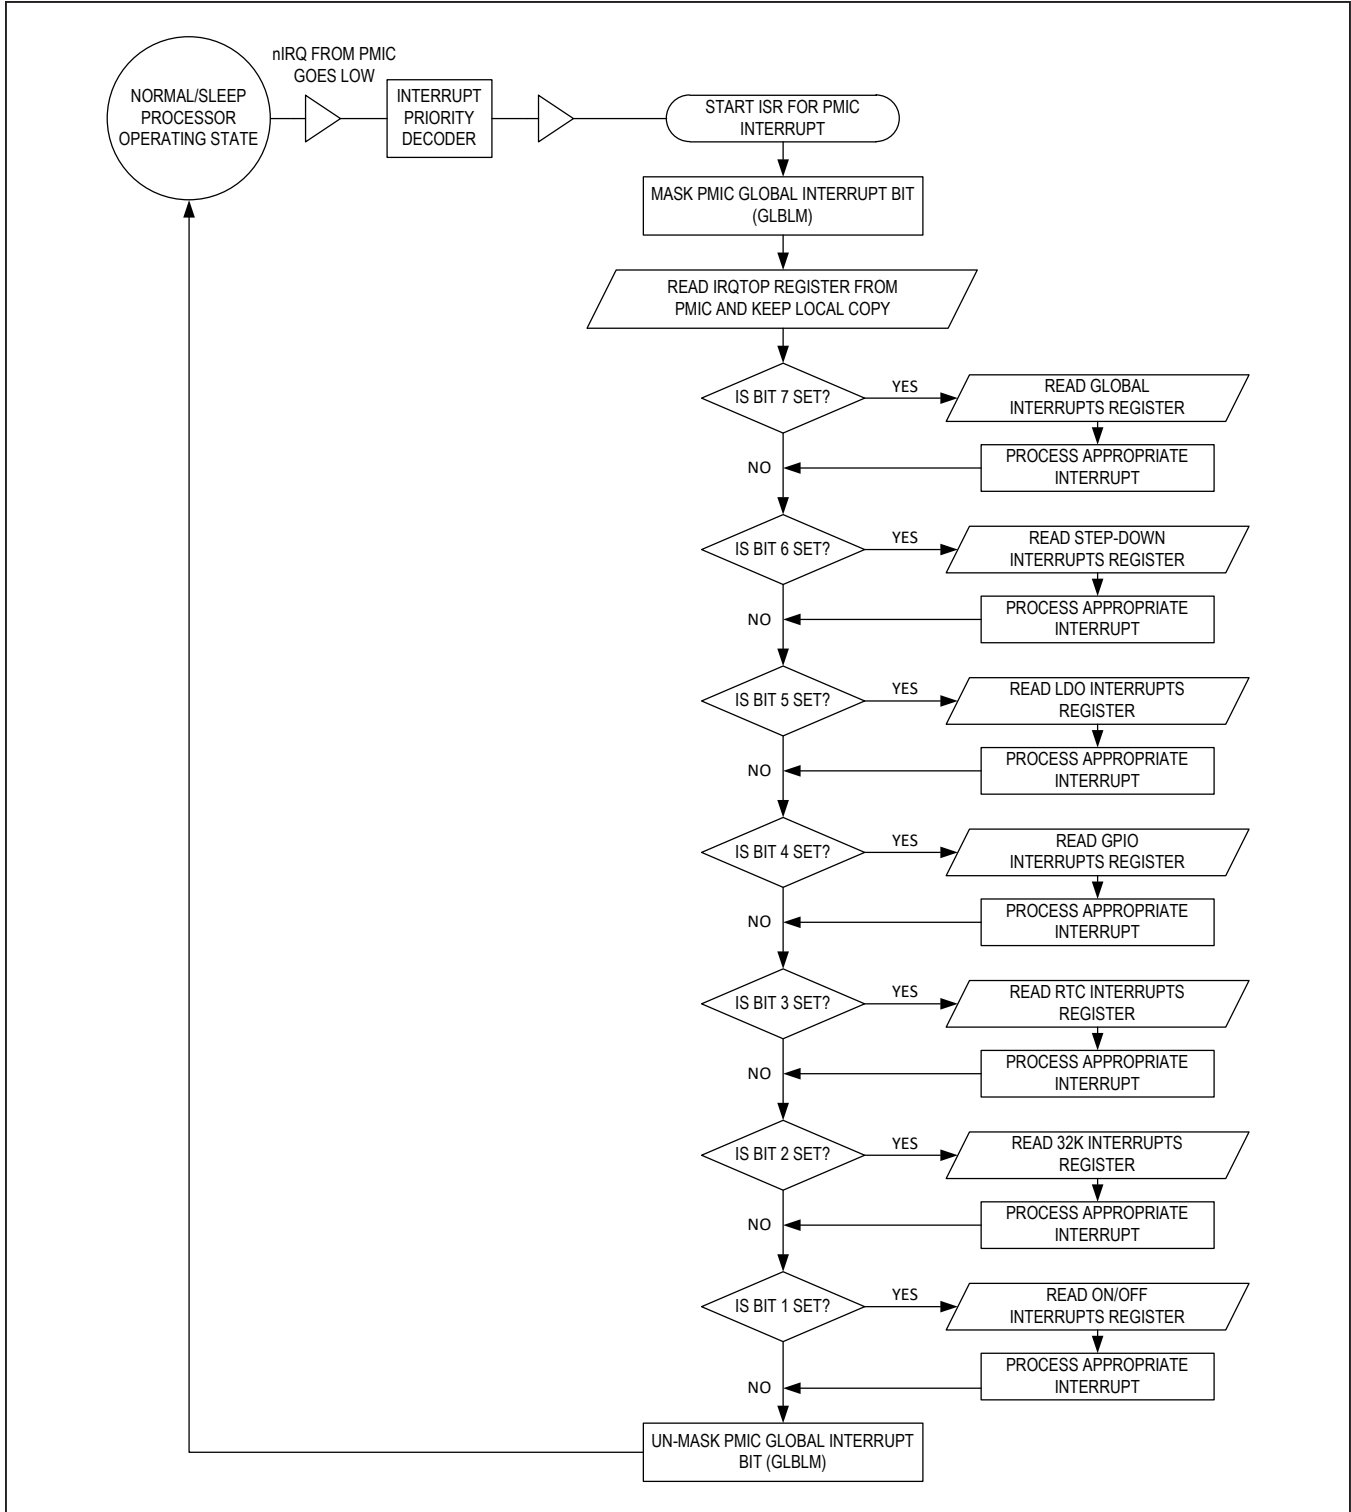 nIRQ FROM PMIC
GOES LOW
NORMAL/SLEEP
PROCESSOR
OPERATING STATE
INTERRUPT
PRIORITY
DECODER
START ISR FOR PMIC
INTERRUPT
MASK PMIC GLOBAL INTERRUPT BIT
(GLBLM)
READ IRQTOP REGISTER FROM
PMIC AND KEEP LOCAL COPY
IS BIT 7 SET?
YES
READ GLOBAL
INTERRUPTS REGISTER
PROCESS APPROPRIATE
INTERRUPT
NO
IS BIT 6 SET?
YES
READ STEP-DOWN
INTERRUPTS REGISTER
PROCESS APPROPRIATE
INTERRUPT
NO
IS BIT 5 SET?
YES
READ LDO INTERRUPTS
REGISTER
PROCESS APPROPRIATE
INTERRUPT
NO
IS BIT 4 SET?
YES
READ GPIO
INTERRUPTS REGISTER
PROCESS APPROPRIATE
INTERRUPT
NO
IS BIT 3 SET?
YES
READ RTC INTERRUPTS
REGISTER
PROCESS APPROPRIATE
INTERRUPT
NO
IS BIT 2 SET?
YES
READ 32K INTERRUPTS
REGISTER
PROCESS APPROPRIATE
INTERRUPT
NO
IS BIT 1 SET?
YES
READ ON/OFF
INTERRUPTS REGISTER
PROCESS APPROPRIATE
INTERRUPT
NO
UN-MASK PMIC GLOBAL INTERRUPT
BIT (GLBLM)